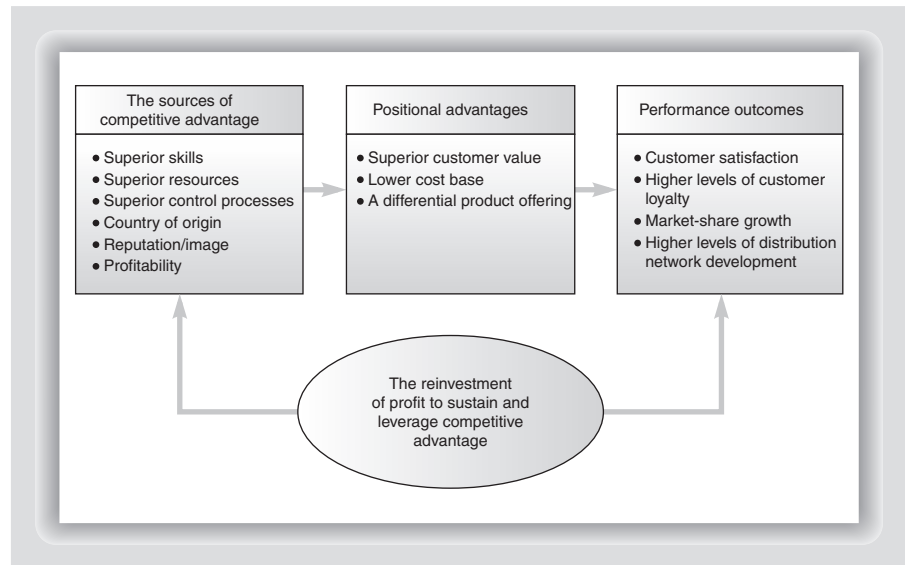 The sources of
competitive advantage
• Superior skills
• Superior resources
• Superior control processes
• Country of origin
• Reputation/image
• Profitability
Positional advantages
• Superior customer value
• Lower cost base
• A differential product offering
Performance outcomes
• Customer satisfaction
• Higher levels of customer
loyalty
• Market-share growth
• Higher levels of distribution
network development
The reinvestment
of profit to sustain and
leverage competitive
advantage